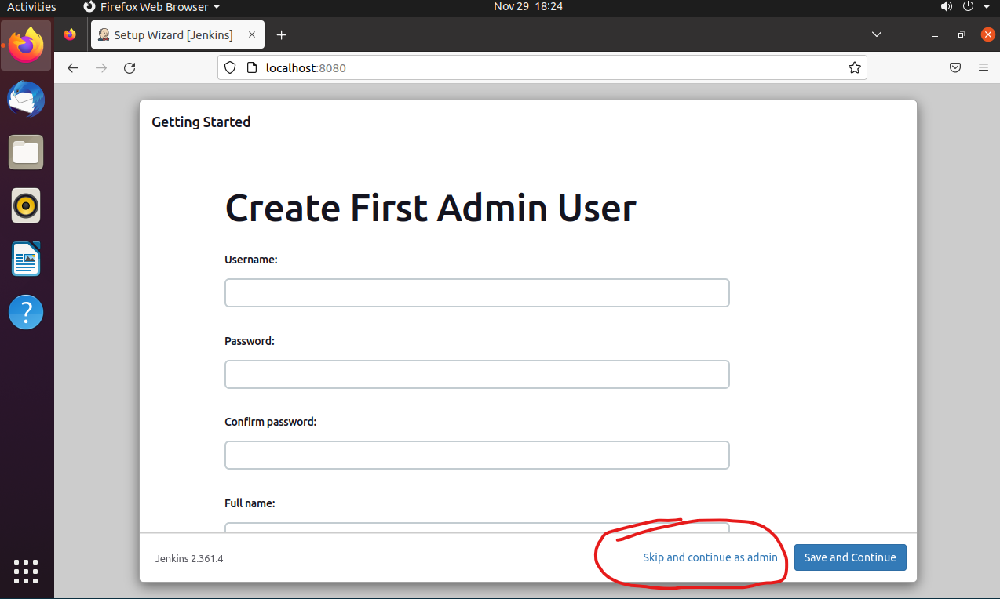 Activities
Firefox Web Browser
Nov 29 18:24
Setup Wizard [Jenkins]
localhost:8080
Getting Started
Create First Admin User
Username:
Password:
Confirm password:
Full name:
Jenkins 2.361.4
Skip and continue as admin
Save and Continue